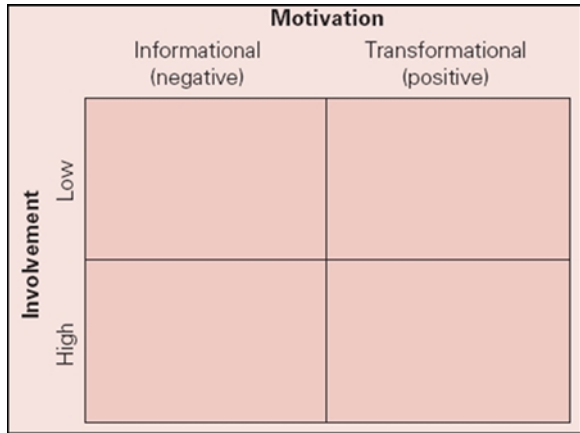 Motivation
Informational
(negative)
Transformational
(positive)
Involvement
Low
High